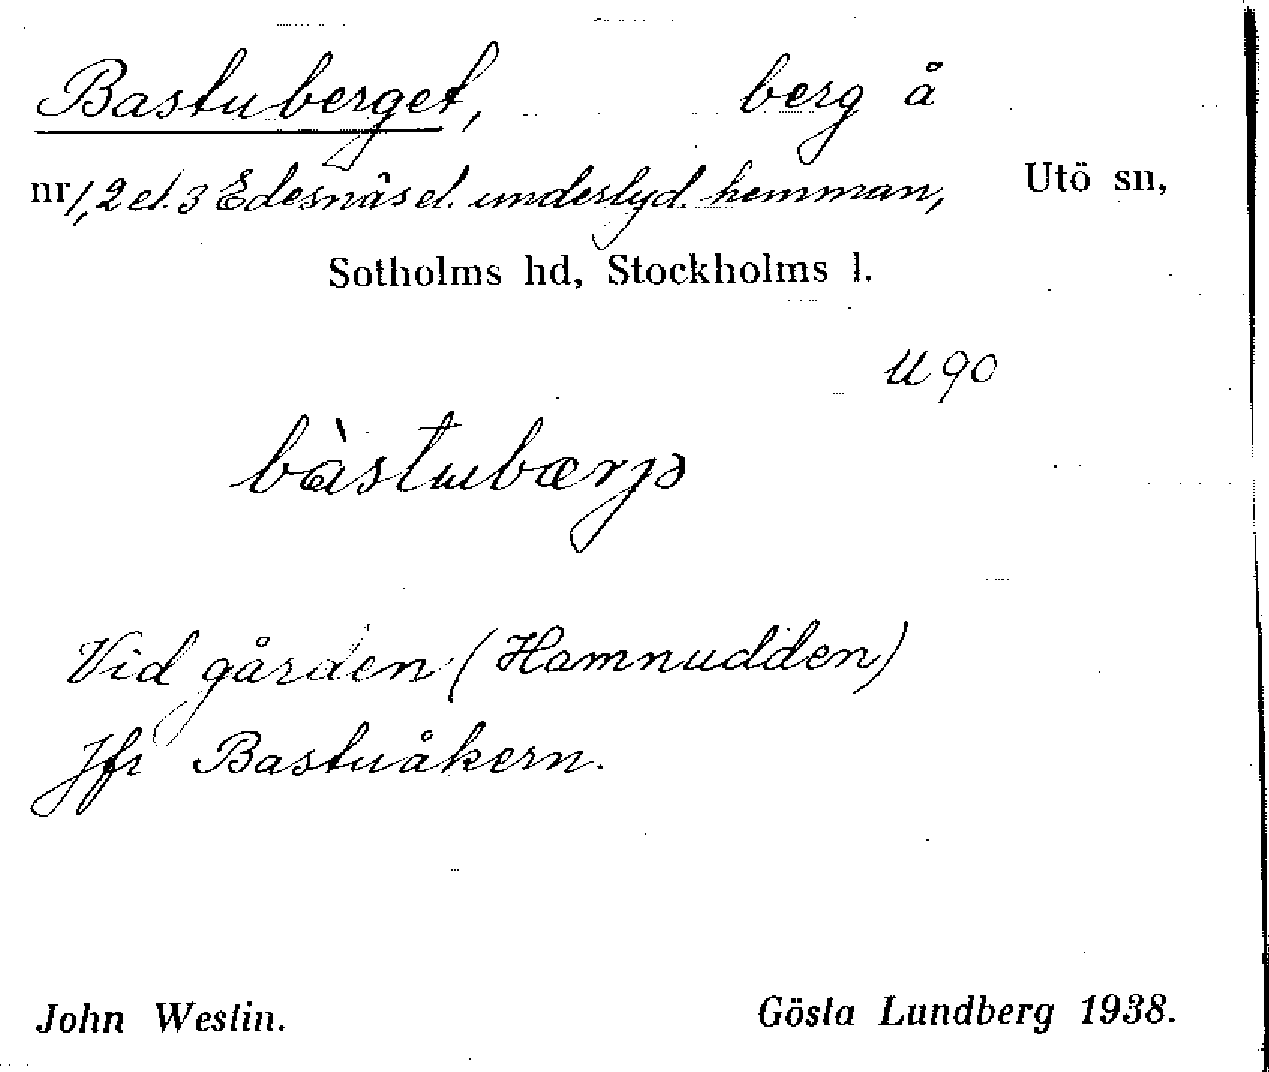 Bastuberget, berg å
nr 1, 2 el. 3 Edesnäs el. underlyd. hemman, Utö sn,
Sotholms hd, Stockholms l.
U 90
bàstubærjə
Vid gården (Hamnudden)
Jfr Bastuåkern.
John Westin. Gösta Lundberg 1938.